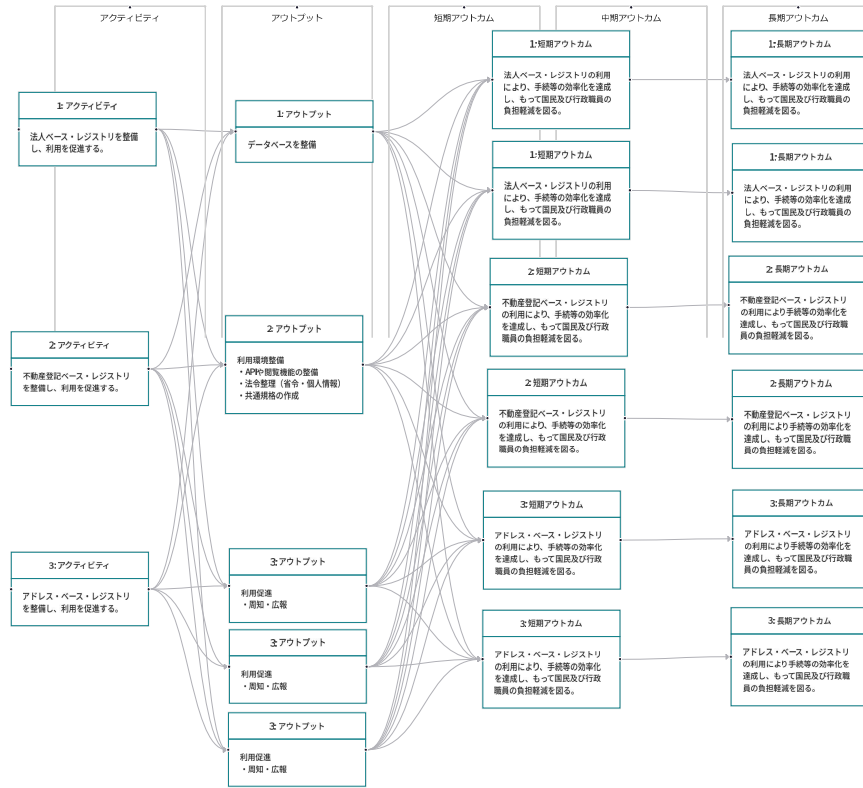 アクティビティ
アウトプット
短期アウトカム
中期アウトカム
長期アウトカム
1: アクティビティ
法人ベース・レジストリを整備
し、利用を促進する。
2: アクティビティ
不動産登記ベース・レジストリ
を整備し、利用を促進する。
3:アクティビティ
アドレス・ベース・レジストリ
を整備し、利用を促進する。
1: アウトプット
データベースを整備
2: アウトプット
利用環境整備
・APIや閲覧機能の整備
・法令整理（省令・個人情報）
・共通規格の作成
3: アウトプット
利用促進
・周知・広報
3: アウトプット
利用促進
・周知・広報
3: アウトプット
利用促進
・周知・広報
1:短期アウトカム
法人ベース・レジストリの利用
により、手続等の効率化を達成
し、もって国民及び行政職員の
負担軽減を図る。
1:短期アウトカム
法人ベース・レジストリの利用
により、手続等の効率化を達成
し、もって国民及び行政職員の
負担軽減を図る。
2: 短期アウトカム
不動産登記ベース・レジストリ
の利用により、手続等の効率化
を達成し、もって国民及び行政
職員の負担軽減を図る。
2: 短期アウトカム
不動産登記ベース・レジストリ
の利用により、手続等の効率化
を達成し、もって国民及び行政
職員の負担軽減を図る。
3:短期アウトカム
アドレス・ベース・レジストリ
の利用により、手続等の効率化
を達成し、もって国民及び行政
職員の負担軽減を図る。
3:短期アウトカム
アドレス・ベース・レジストリ
の利用により、手続等の効率化
を達成し、もって国民及び行政
職員の負担軽減を図る。
1:長期アウトカム
法人ベース・レジストリの利用
により、手続等の効率化を達成
し、もって国民及び行政職員の
負担軽減を図る。
1:長期アウトカム
法人ベース・レジストリの利用
により、手続等の効率化を達成
し、もって国民及び行政職員の
負担軽減を図る。
2: 長期アウトカム
不動産登記ベース・レジストリ
の利用により手続等の効率化を
達成し、もって国民及び行政職
員の負担軽減を図る。
2:長期アウトカム
不動産登記ベース・レジストリ
の利用により手続等の効率化を
達成し、もって国民及び行政職
員の負担軽減を図る。
3:長期アウトカム
アドレス・ベース・レジストリ
の利用により手続等の効率化を
達成し、もって国民及び行政職
員の負担軽減を図る。
3: 長期アウトカム
アドレス・ベース・レジストリ
の利用により手続等の効率化を
達成し、もって国民及び行政職
員の負担軽減を図る。